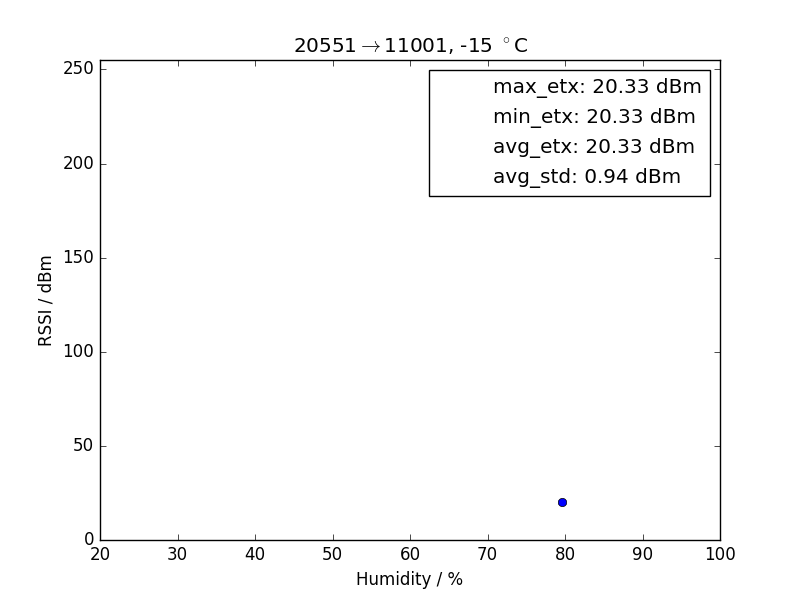 20551→11001, -15 °C
max_etx: 20.33 dBm
min_etx: 20.33 dBm
avg_etx: 20.33 dBm
avg_std: 0.94 dBm
RSSI / dBm
250
200
150
100
50
0
20 30 40 50 60 70 80 90 100
Humidity / %